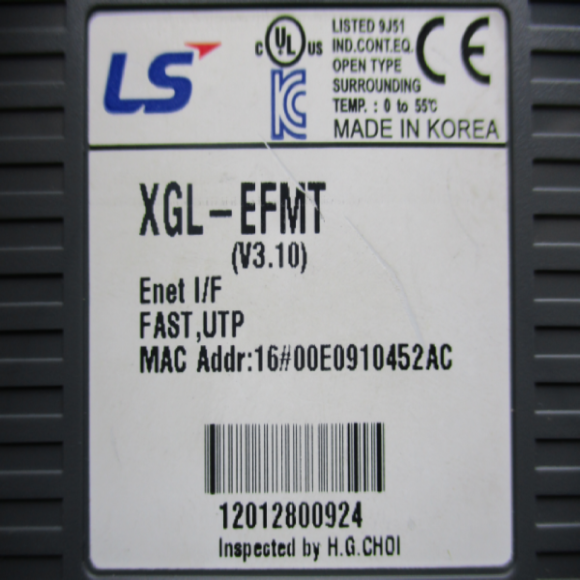 LS
c UL us
LISTED 9J51
IND.CONT.EQ.
OPEN TYPE
SURROUNDING
TEMP. : 0 to 55℃
CE
KC
MADE IN KOREA
XGL-EFMT
(V3.10)
Enet I/F
FAST,UTP
MAC Addr:16#00E0910452AC
12012800924
Inspected by H.G.CHOI